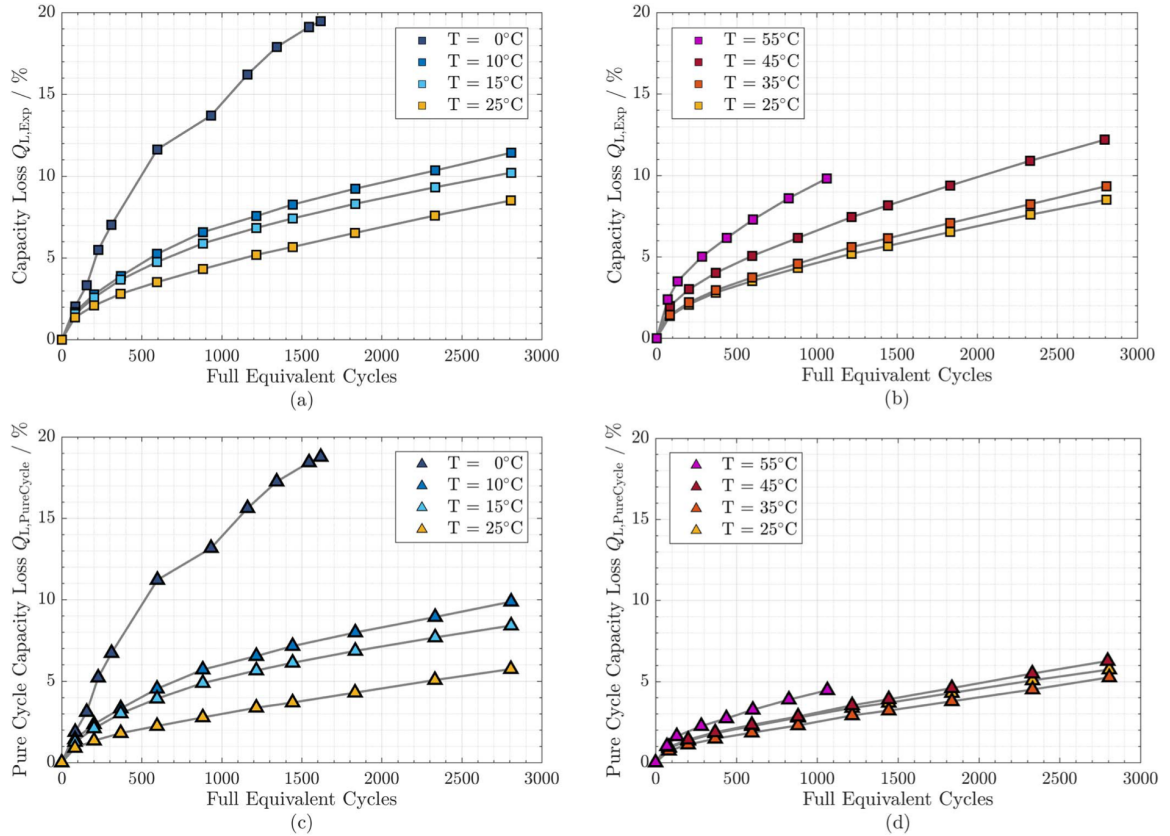 20
15
10
5
0
Capacity Loss Q_L,Exp / %
T = 0°C
T = 10°C
T = 15°C
T = 25°C
0 500 1000 1500 2000 2500 3000
Full Equivalent Cycles
(a)
20
15
10
5
0
Capacity Loss Q_L,Exp / %
T = 55°C
T = 45°C
T = 35°C
T = 25°C
0 500 1000 1500 2000 2500 3000
Full Equivalent Cycles
(b)
20
15
10
5
0
Pure Cycle Capacity Loss Q_L,PureCycle / %
T = 0°C
T = 10°C
T = 15°C
T = 25°C
0 500 1000 1500 2000 2500 3000
Full Equivalent Cycles
(c)
20
15
10
5
0
Pure Cycle Capacity Loss Q_L,PureCycle / %
T = 55°C
T = 45°C
T = 35°C
T = 25°C
0 500 1000 1500 2000 2500 3000
Full Equivalent Cycles
(d)